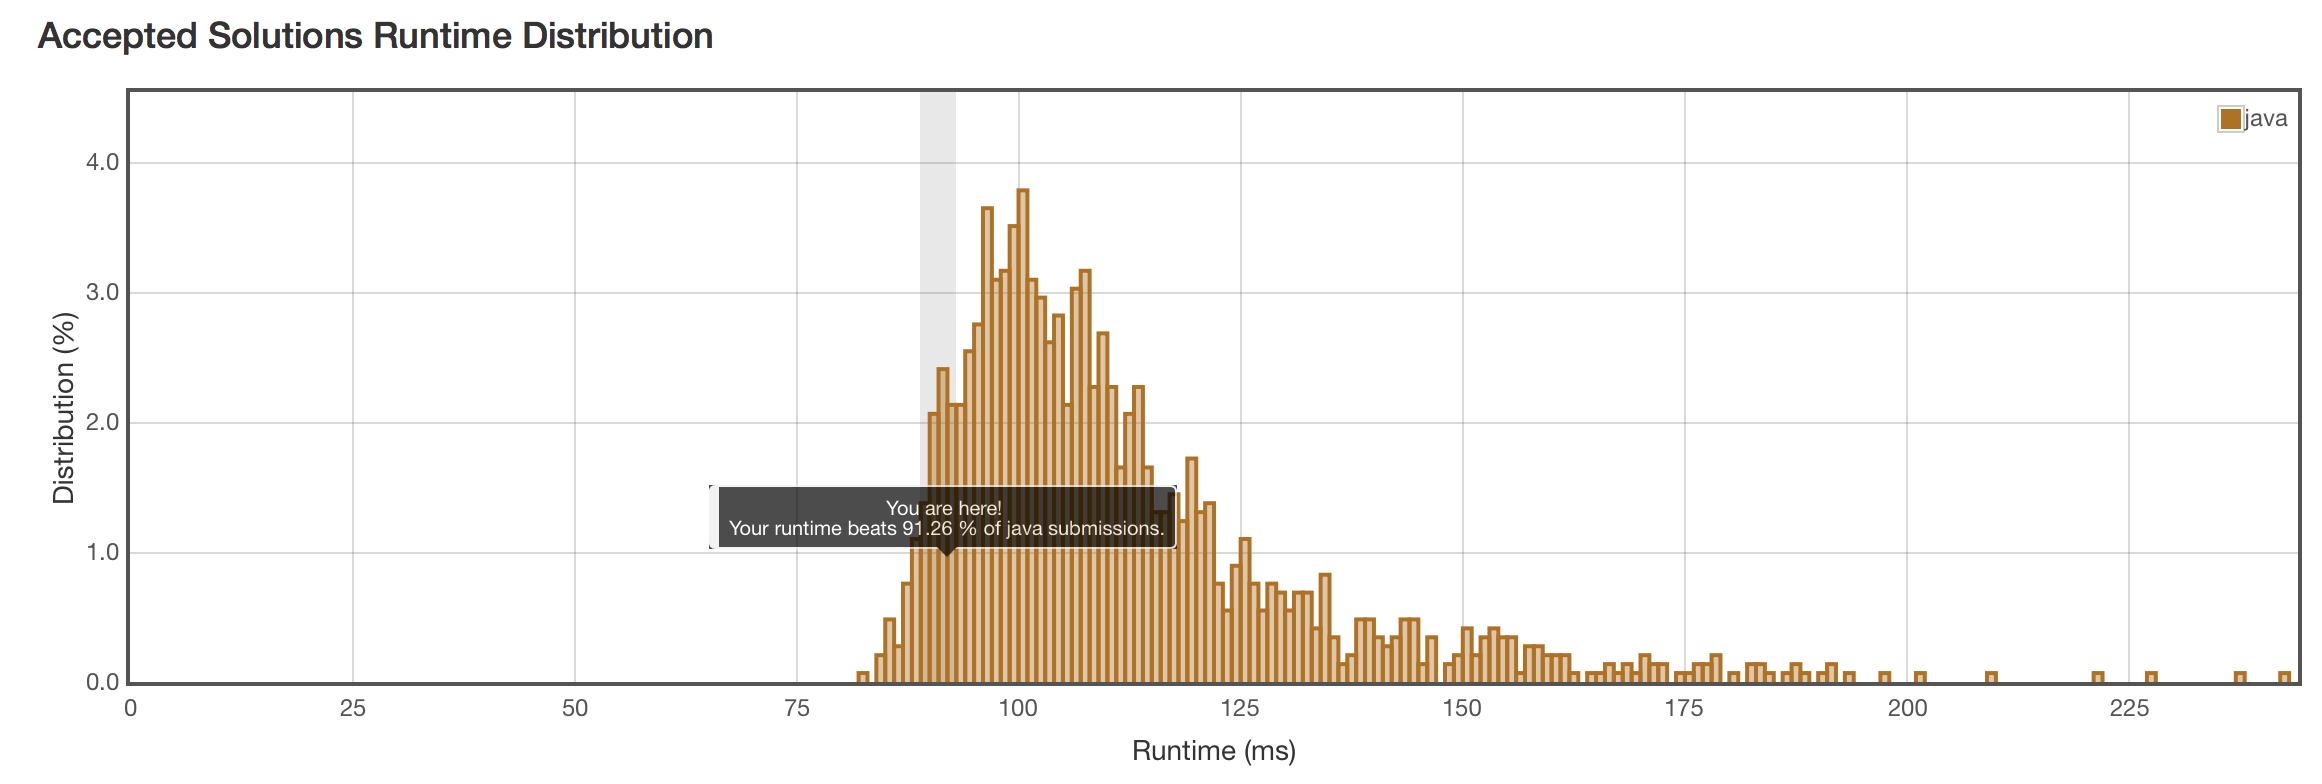 Accepted Solutions Runtime Distribution
java
4.0
3.0
2.0
1.0
0.0
Distribution (%)
You are here!
Your runtime beats 91.26 % of java submissions.
0 25 50 75 100 125 150 175 200 225
Runtime (ms)